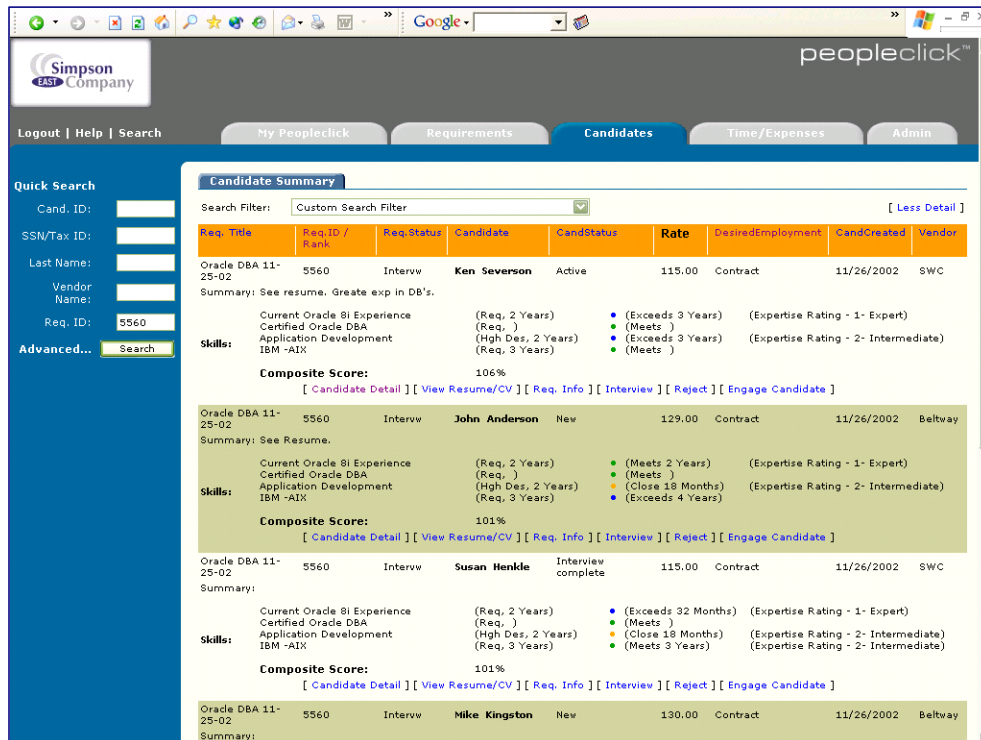 Google
Simpson
EAST Company
peopleclick™
Logout | Help | Search
My Peopleclick
Requirements
Candidates
Time/Expenses
Admin
Quick Search
Cand. ID:
SSN/Tax ID:
Last Name:
Vendor
Name:
Req. ID: 5560
Advanced... Search
Candidate Summary
Search Filter: Custom Search Filter [ Less Detail ]
Req. Title Req.ID / Rank Req.Status Candidate CandStatus Rate DesiredEmployment CandCreated Vendor
Oracle DBA 11-25-02 5560 Intervw Ken Severson Active 115.00 Contract 11/26/2002 SWC
Summary: See resume. Greate exp in DB's.
Skills:
Current Oracle 8i Experience (Req, 2 Years) • (Exceeds 3 Years) (Expertise Rating - 1- Expert)
Certified Oracle DBA (Req, ) • (Meets )
Application Development (Hgh Des, 2 Years) • (Exceeds 3 Years) (Expertise Rating - 2- Intermediate)
IBM -AIX (Req, 3 Years) • (Meets )
Composite Score: 106%
[ Candidate Detail ] [ View Resume/CV ] [ Req. Info ] [ Interview ] [ Reject ] [ Engage Candidate ]
Oracle DBA 11-25-02 5560 Intervw John Anderson New 129.00 Contract 11/26/2002 Beltway
Summary: See Resume.
Skills:
Current Oracle 8i Experience (Req, 2 Years) • (Meets 2 Years) (Expertise Rating - 1- Expert)
Certified Oracle DBA (Req, ) • (Meets )
Application Development (Hgh Des, 2 Years) • (Close 18 Months) (Expertise Rating - 2- Intermediate)
IBM -AIX (Req, 3 Years) • (Exceeds 4 Years)
Composite Score: 101%
[ Candidate Detail ] [ View Resume/CV ] [ Req. Info ] [ Interview ] [ Reject ] [ Engage Candidate ]
Oracle DBA 11-25-02 5560 Intervw Susan Henkle Interview complete 115.00 Contract 11/26/2002 SWC
Summary:
Skills:
Current Oracle 8i Experience (Req, 2 Years) • (Exceeds 32 Months) (Expertise Rating - 1- Expert)
Certified Oracle DBA (Req, ) • (Meets )
Application Development (Hgh Des, 2 Years) • (Close 18 Months) (Expertise Rating - 2- Intermediate)
IBM -AIX (Req, 3 Years) • (Meets 3 Years) (Expertise Rating - 2- Intermediate)
Composite Score: 101%
[ Candidate Detail ] [ View Resume/CV ] [ Req. Info ] [ Interview ] [ Reject ] [ Engage Candidate ]
Oracle DBA 11-25-02 5560 Intervw Mike Kingston New 130.00 Contract 11/26/2002 Beltway
Summary: